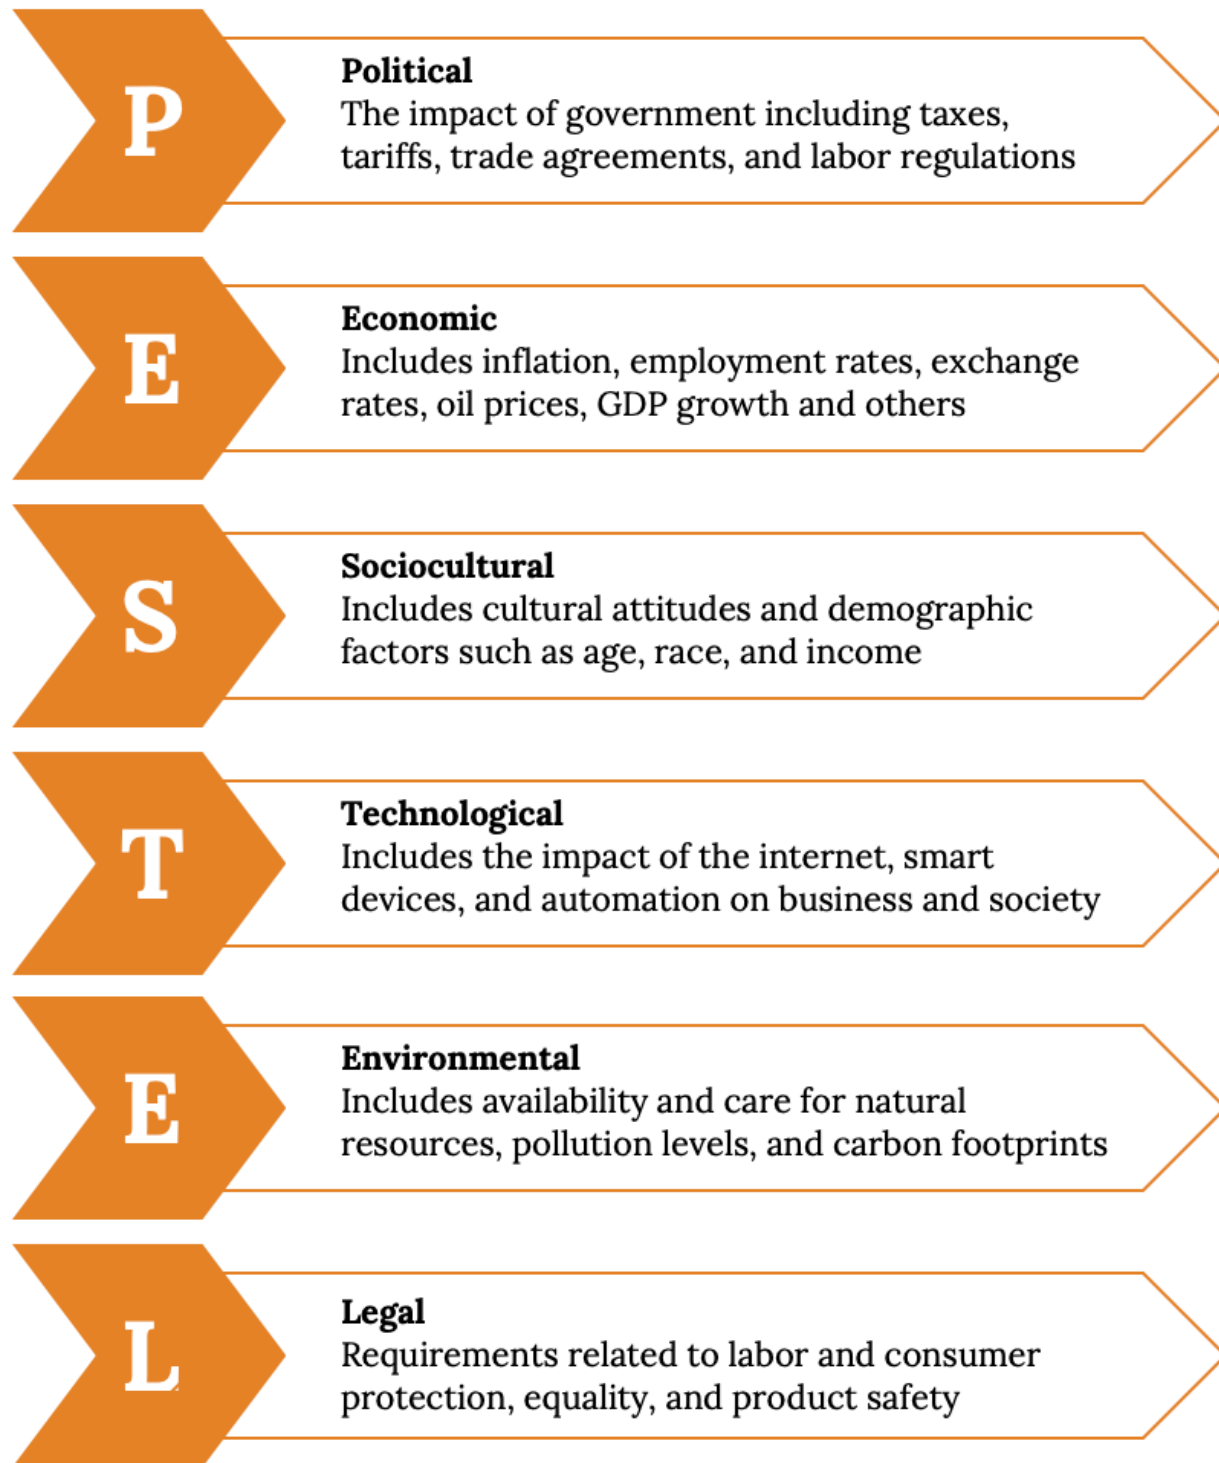 P
Political
The impact of government including taxes,
tariffs, trade agreements, and labor regulations
E
Economic
Includes inflation, employment rates, exchange
rates, oil prices, GDP growth and others
S
Sociocultural
Includes cultural attitudes and demographic
factors such as age, race, and income
T
Technological
Includes the impact of the internet, smart
devices, and automation on business and society
E
Environmental
Includes availability and care for natural
resources, pollution levels, and carbon footprints
L
Legal
Requirements related to labor and consumer
protection, equality, and product safety